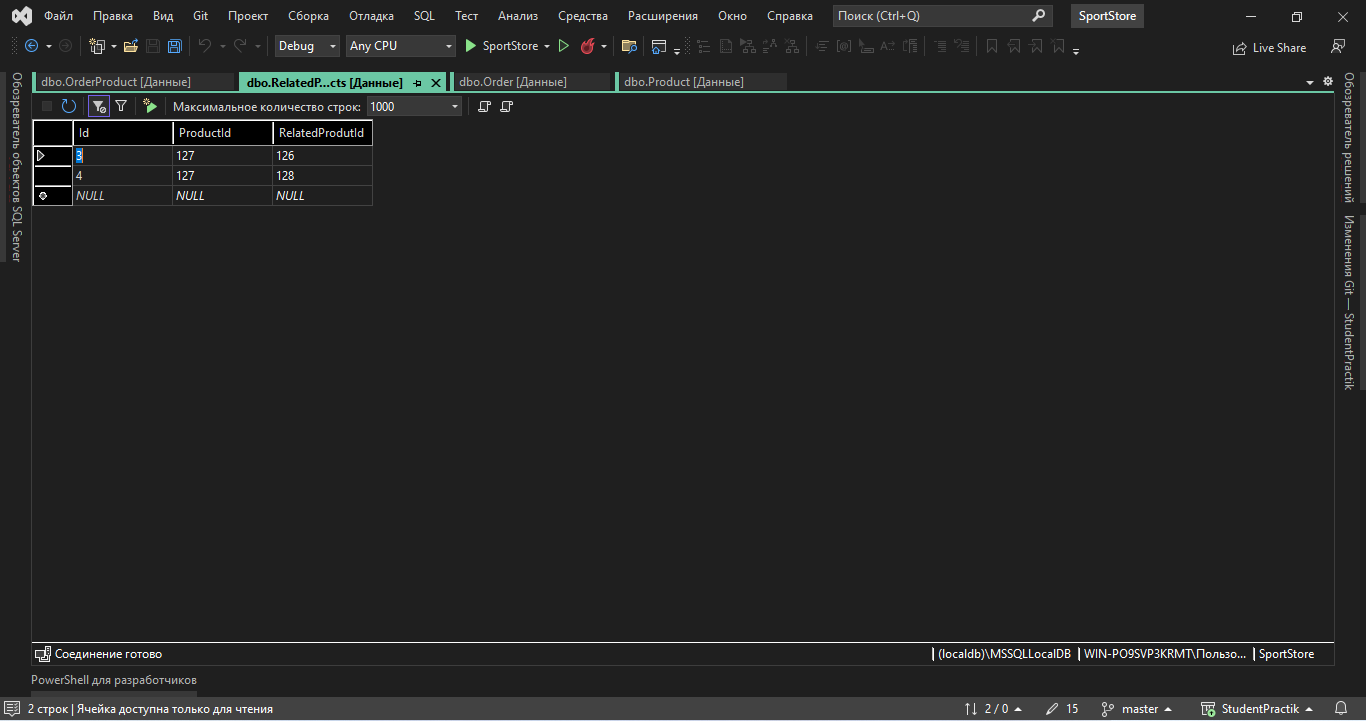 Файл Правка Вид Git Проект Сборка Отладка SQL Тест Анализ Средства Расширения Окно Справка Поиск (Ctrl+Q) SportStore
Debug Any CPU SportStore Live Share
dbo.OrderProduct [Данные] dbo.RelatedP...cts [Данные] dbo.Order [Данные] dbo.Product [Данные]
Максимальное количество строк: 1000
Id ProductId RelatedProdutId
3 127 126
4 127 128
NULL NULL NULL
Обозреватель объектов SQL Server
Обозреватель решений
Изменения Git — StudentPractik
Соединение готово (localdb)\MSSQLLocalDB WIN-PO9SVP3KRMT\Пользо... SportStore
PowerShell для разработчиков
2 строк | Ячейка доступна только для чтения 2 / 0 15 master StudentPractik